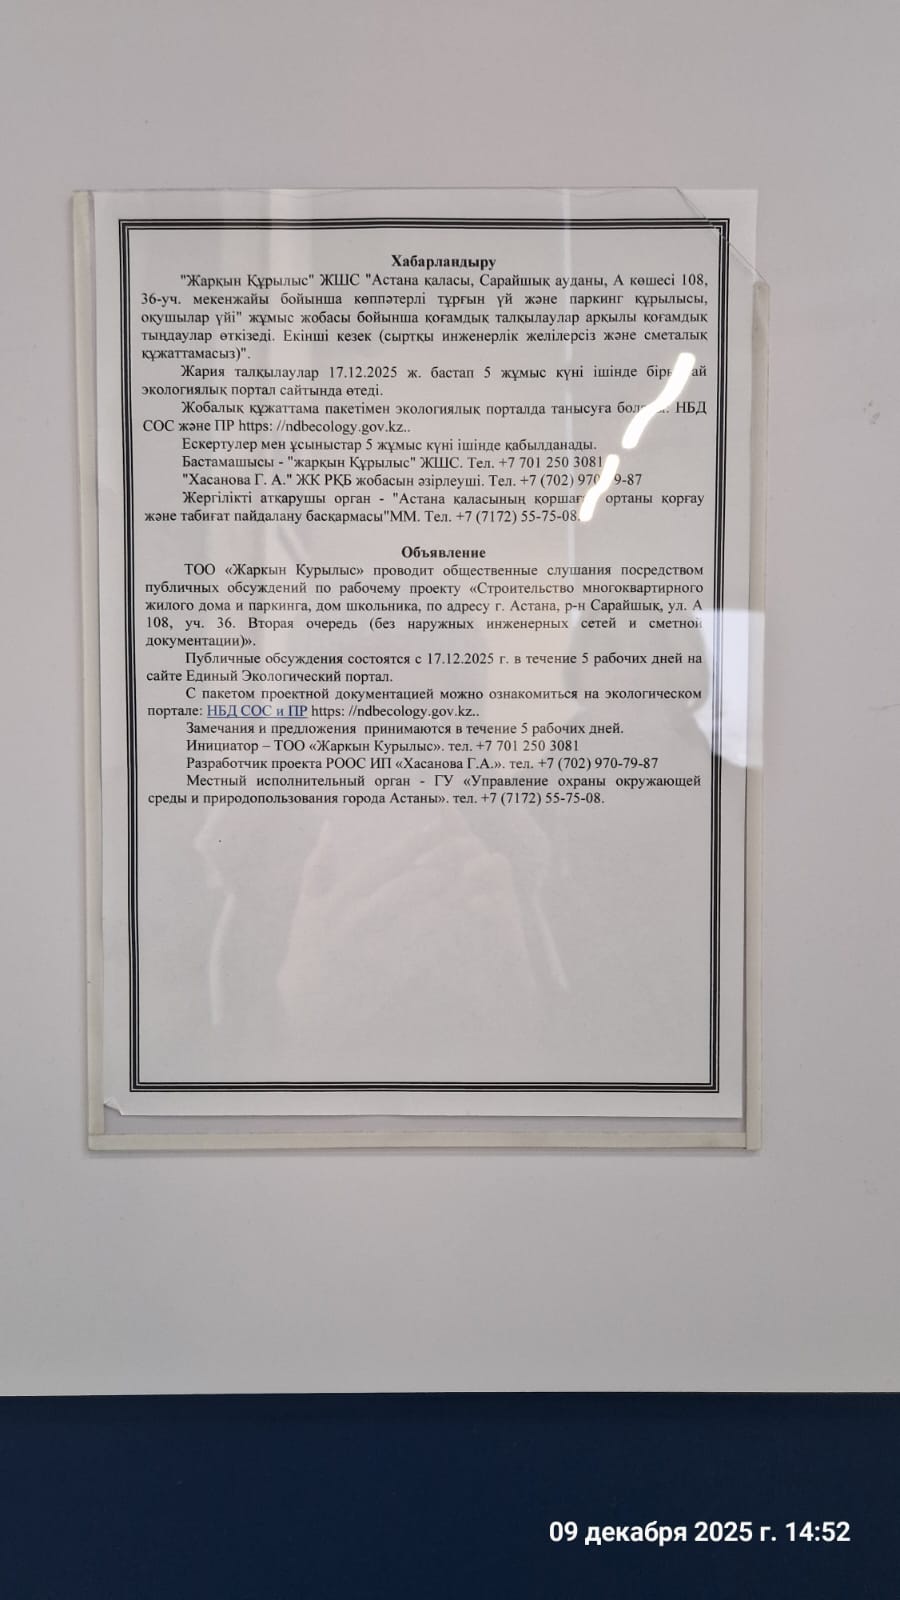 Хабарландыру
"Жарқын Құрылыс" ЖШС "Астана қаласы, Сарайшық ауданы, А көшесі 108,
36-уч. мекенжайы бойынша көппәтерлі тұрғын үй және паркинг құрылысы,
оқушылар үйі" жұмыс жобасы бойынша қоғамдық талқылаулар арқылы қоғамдық
тыңдаулар өткізеді. Екінші кезек (сыртқы инженерлік желілерсіз және сметалық
құжаттамасыз)".
Жария талқылаулар 17.12.2025 ж. бастап 5 жұмыс күні ішінде
экологиялық портал сайтында өтеді.
Жобалық құжаттама пакетімен экологиялық порталда танысуға НБД
СОС және ПР https: //ndbecology.gov.kz..
Ескертулер мен ұсыныстар 5 жұмыс күні ішінде қабылданады.
Бастамашысы - "жарқын Құрылыс" ЖШС. Тел. +7 701 250 3081
"Хасанова Г. А." ЖК РҚБ жобасын әзірлеуші. Тел. +7 (702) 9-87
Жергілікті атқарушы орган - "Астана қаласының ортаны қорғау
және табиғат пайдалану басқармасы"ММ. Тел. +7 (7172) 55-75-08.
Объявление
ТОО «Жаркын Курылыс» проводит общественные слушания посредством
публичных обсуждений по рабочему проекту «Строительство многоквартирного
жилого дома и паркинга, дом школьника, по адресу г. Астана, р-н Сарайшық, ул. А
108, уч. 36. Вторая очередь (без наружных инженерных сетей и сметной
документации)».
Публичные обсуждения состоятся с 17.12.2025 г. в течение 5 рабочих дней на
сайте Единый Экологический портал.
С пакетом проектной документацией можно ознакомиться на экологическом
портале: НБД СОС и ПР https: //ndbecology.gov.kz..
Замечания и предложения принимаются в течение 5 рабочих дней.
Инициатор – ТОО «Жаркын Курылыс». тел. +7 701 250 3081
Разработчик проекта РООС ИП «Хасанова Г.А.». тел. +7 (702) 970-79-87
Местный исполнительный орган - ГУ «Управление охраны окружающей
среды и природопользования города Астаны». тел. +7 (7172) 55-75-08.
09 декабря 2025 г. 14:52